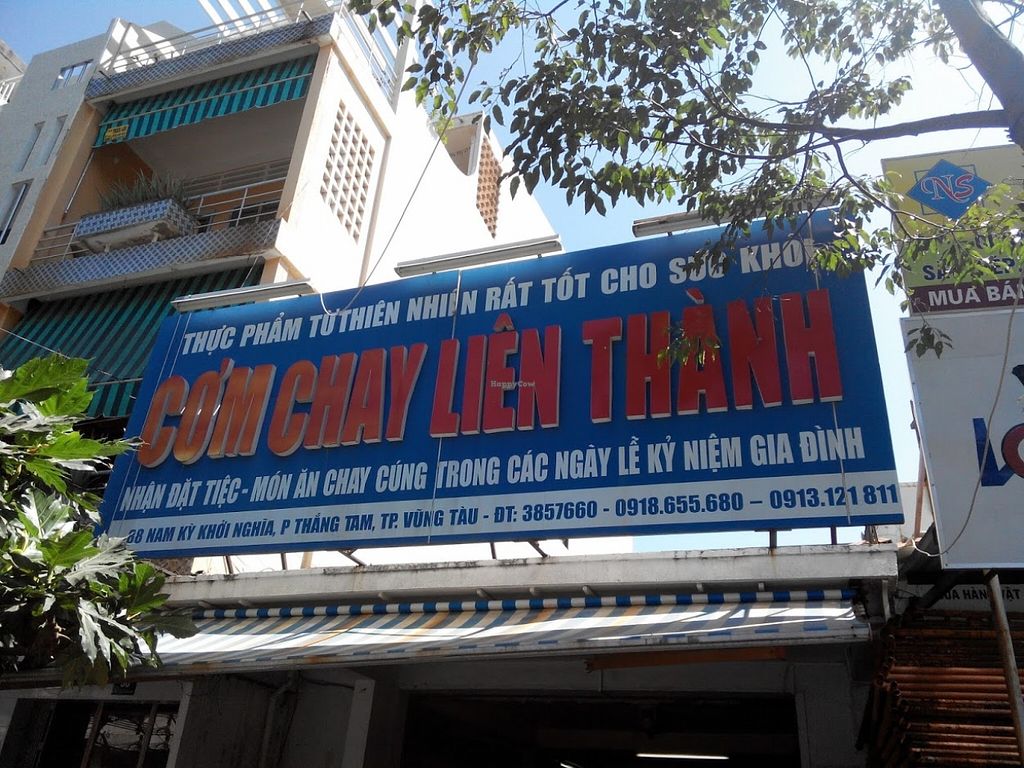 THỰC PHẨM TỪ THIÊN NHIÊN RẤT TỐT CHO SỨC KHỎE
CƠM CHAY LIÊN THÀNH
NHẬN ĐẶT TIỆC - MÓN ĂN CHAY CÚNG TRONG CÁC NGÀY LỄ KỶ NIỆM GIA ĐÌNH
88 NAM KỲ KHỞI NGHĨA, P THẮNG TAM, TP. VŨNG TÀU - ĐT: 3857660 - 0918.655.680 – 0913.121 811
HappyCow
NS
MUA BÁN